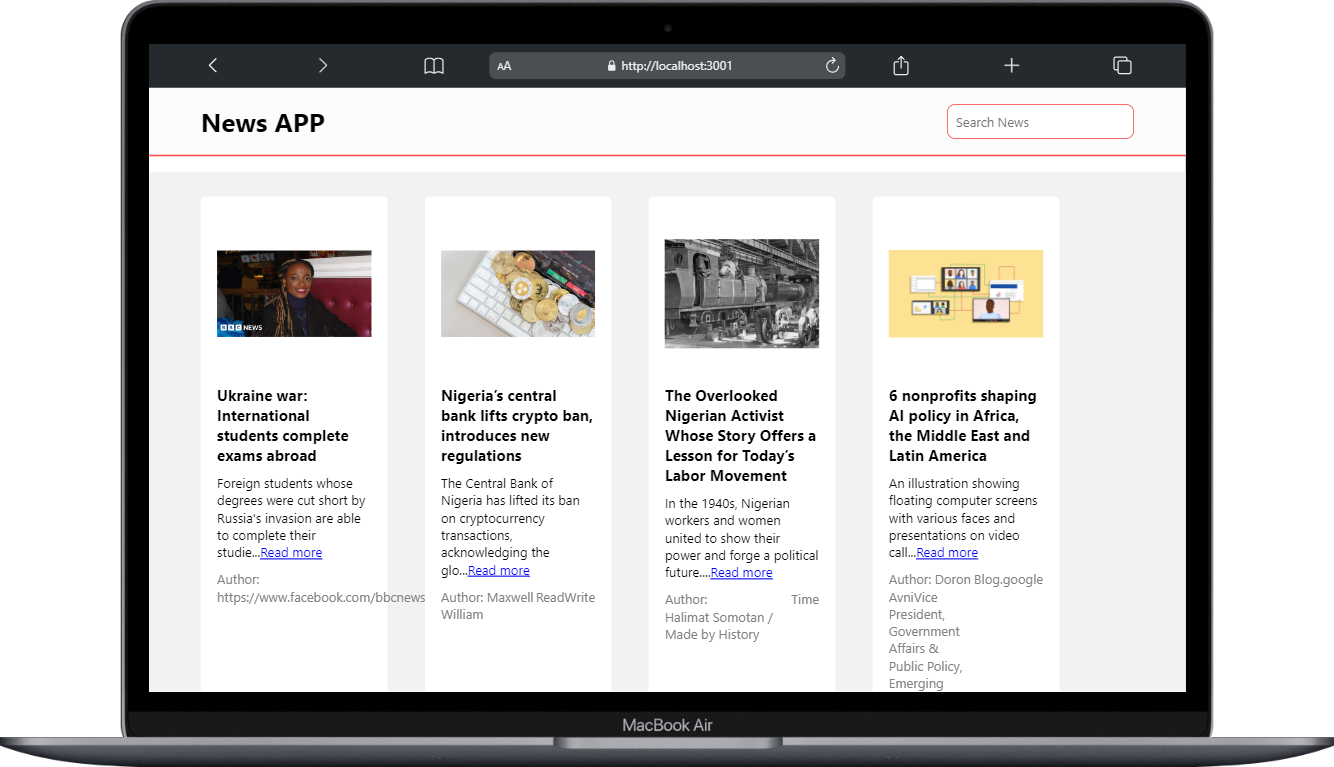 AA
http://localhost:3001
News APP
Search News
BBC NEWS
Ukraine war:
International
students complete
exams abroad
Foreign students whose
degrees were cut short by
Russia's invasion are able
to complete their
studie...Read more
Author:
https://www.facebook.com/bbcnews
Nigeria’s central
bank lifts crypto ban,
introduces new
regulations
The Central Bank of
Nigeria has lifted its ban
on cryptocurrency
transactions,
acknowledging the
glo...Read more
Author: Maxwell ReadWrite
William
The Overlooked
Nigerian Activist
Whose Story Offers a
Lesson for Today’s
Labor Movement
In the 1940s, Nigerian
workers and women
united to show their
power and forge a political
future....Read more
Author: Time
Halimat Somotan /
Made by History
6 nonprofits shaping
AI policy in Africa,
the Middle East and
Latin America
An illustration showing
floating computer screens
with various faces and
presentations on video
call...Read more
Author: Doron Blog.google
AvniVice
President,
Government
Affairs &
Public Policy,
Emerging
MacBook Air